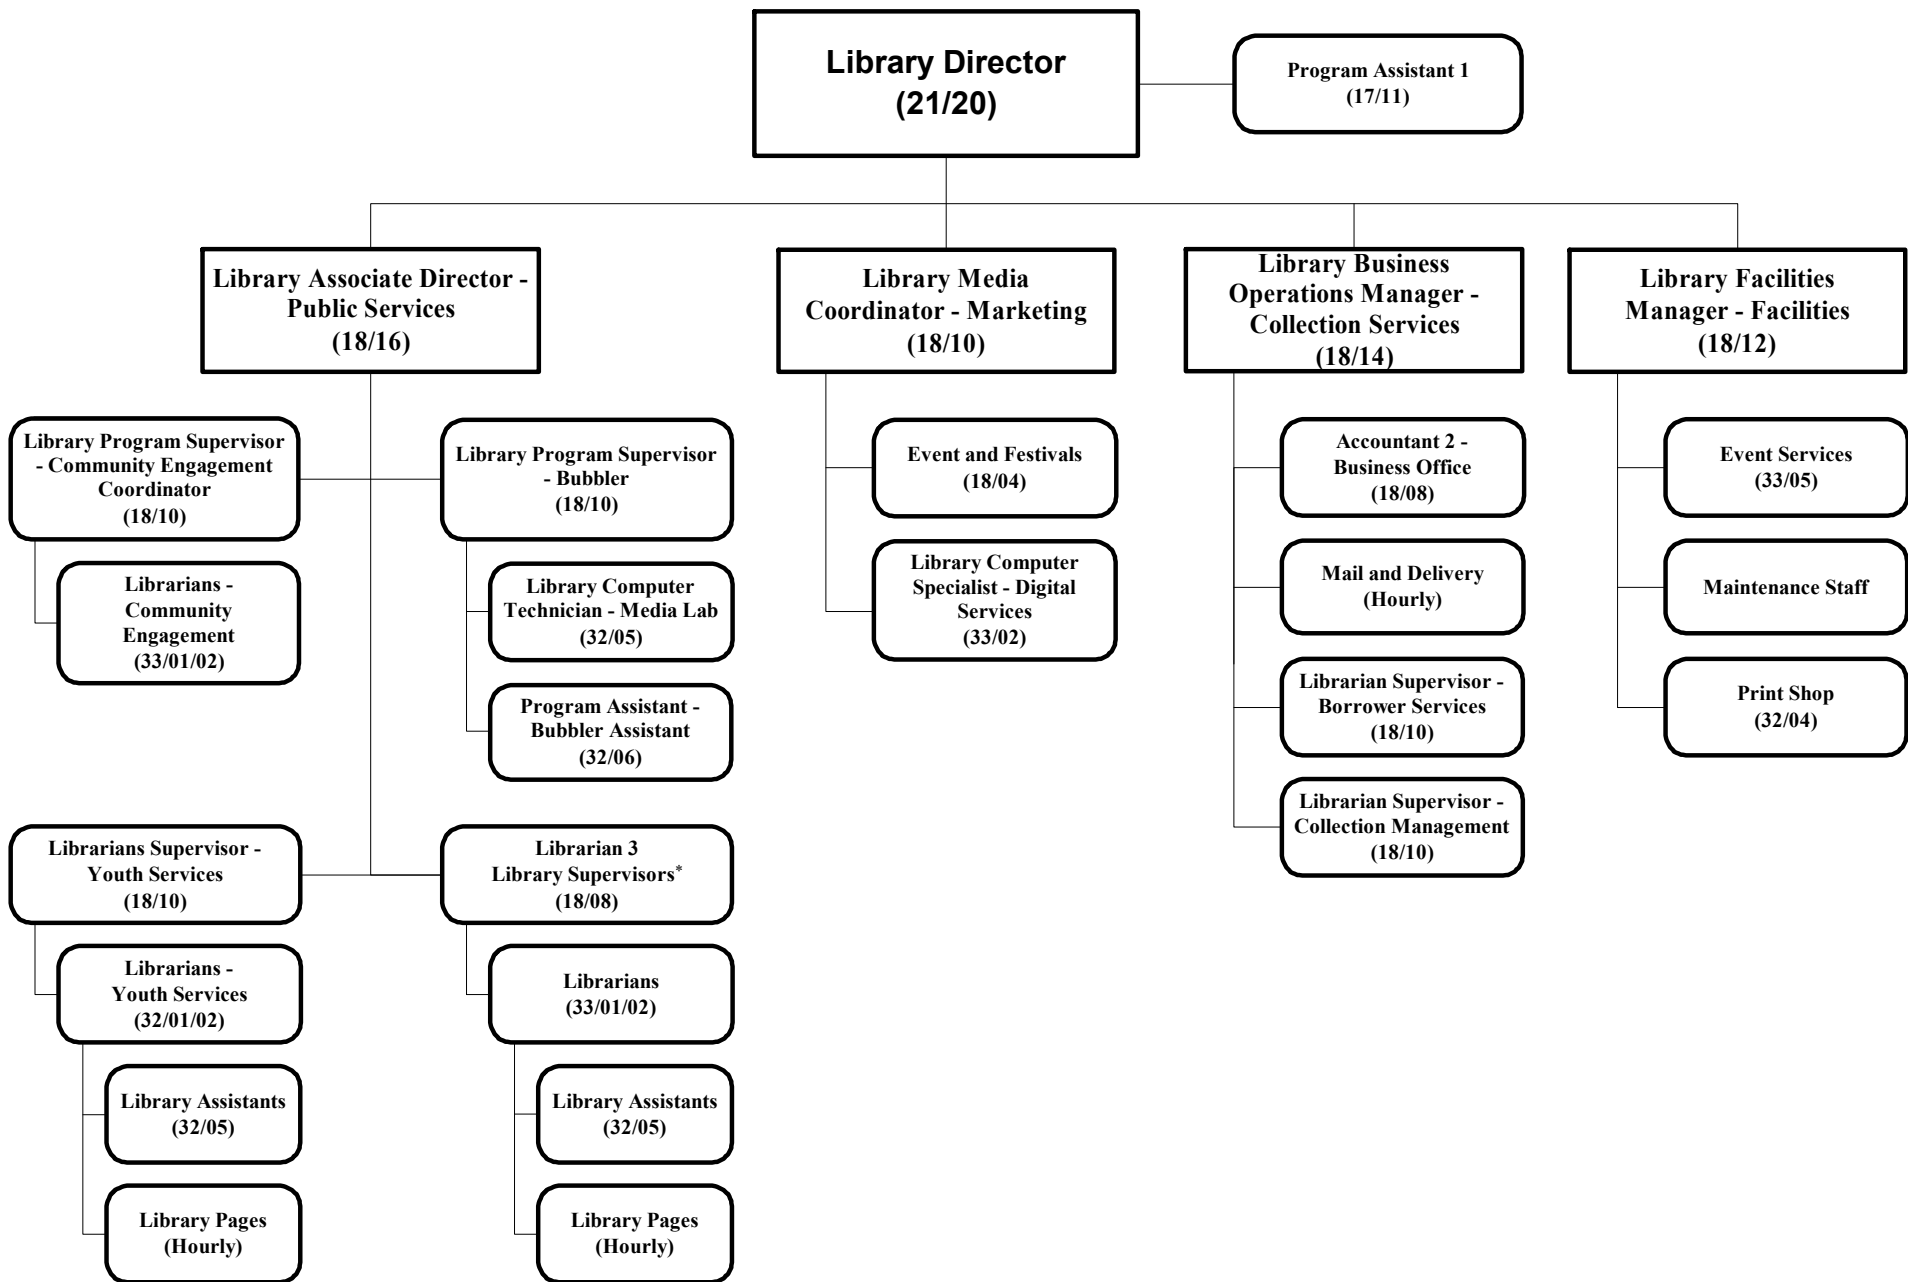 Library Director
(21/20)
Program Assistant 1
(17/11)
Library Associate Director -
Public Services
(18/16)
Library Media
Coordinator - Marketing
(18/10)
Library Business
Operations Manager -
Collection Services
(18/14)
Library Facilities
Manager - Facilities
(18/12)
Library Program Supervisor
- Community Engagement
Coordinator
(18/10)
Librarians -
Community
Engagement
(33/01/02)
Library Program Supervisor
- Bubbler
(18/10)
Library Computer
Technician - Media Lab
(32/05)
Program Assistant -
Bubbler Assistant
(32/06)
Librarians Supervisor -
Youth Services
(18/10)
Librarians -
Youth Services
(32/01/02)
Library Assistants
(32/05)
Library Pages
(Hourly)
Librarian 3
Library Supervisors*
(18/08)
Librarians
(33/01/02)
Library Assistants
(32/05)
Library Pages
(Hourly)
Event and Festivals
(18/04)
Library Computer
Specialist - Digital
Services
(33/02)
Accountant 2 -
Business Office
(18/08)
Mail and Delivery
(Hourly)
Librarian Supervisor -
Borrower Services
(18/10)
Librarian Supervisor -
Collection Management
(18/10)
Event Services
(33/05)
Maintenance Staff
Print Shop
(32/04)